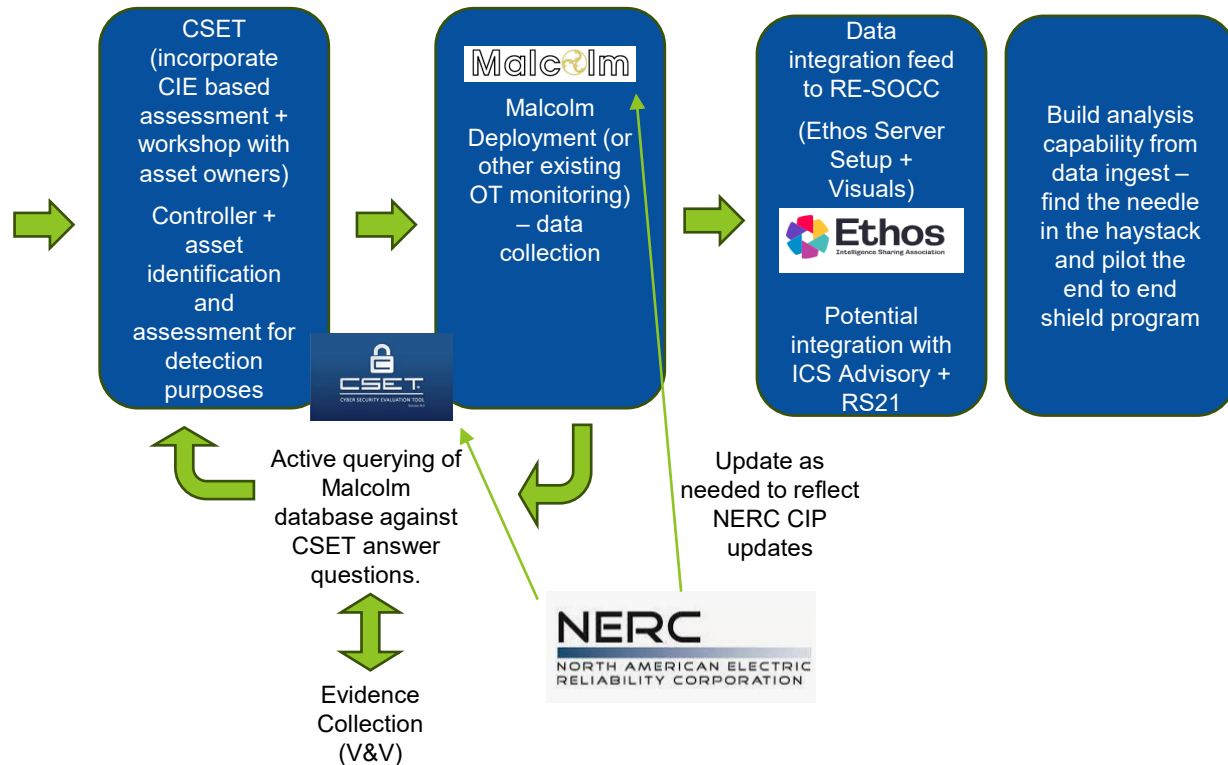 CSET
(incorporate
CIE based
assessment +
workshop with
asset owners)
Controller +
asset
identification
and
assessment for
detection
purposes
CSET
CYBER SECURITY EVALUATION TOOL
Malcolm
Malcolm
Deployment (or
other existing
OT monitoring)
– data
collection
Data
integration feed
to RE-SOCC
(Ethos Server
Setup +
Visuals)
Ethos
Intelligence Sharing Association
Potential
integration with
ICS Advisory +
RS21
Build analysis
capability from
data ingest –
find the needle
in the haystack
and pilot the
end to end
shield program
Active querying of
Malcolm
database against
CSET answer
questions.
Evidence
Collection
(V&V)
Update as
needed to reflect
NERC CIP
updates
NERC
NORTH AMERICAN ELECTRIC
RELIABILITY CORPORATION